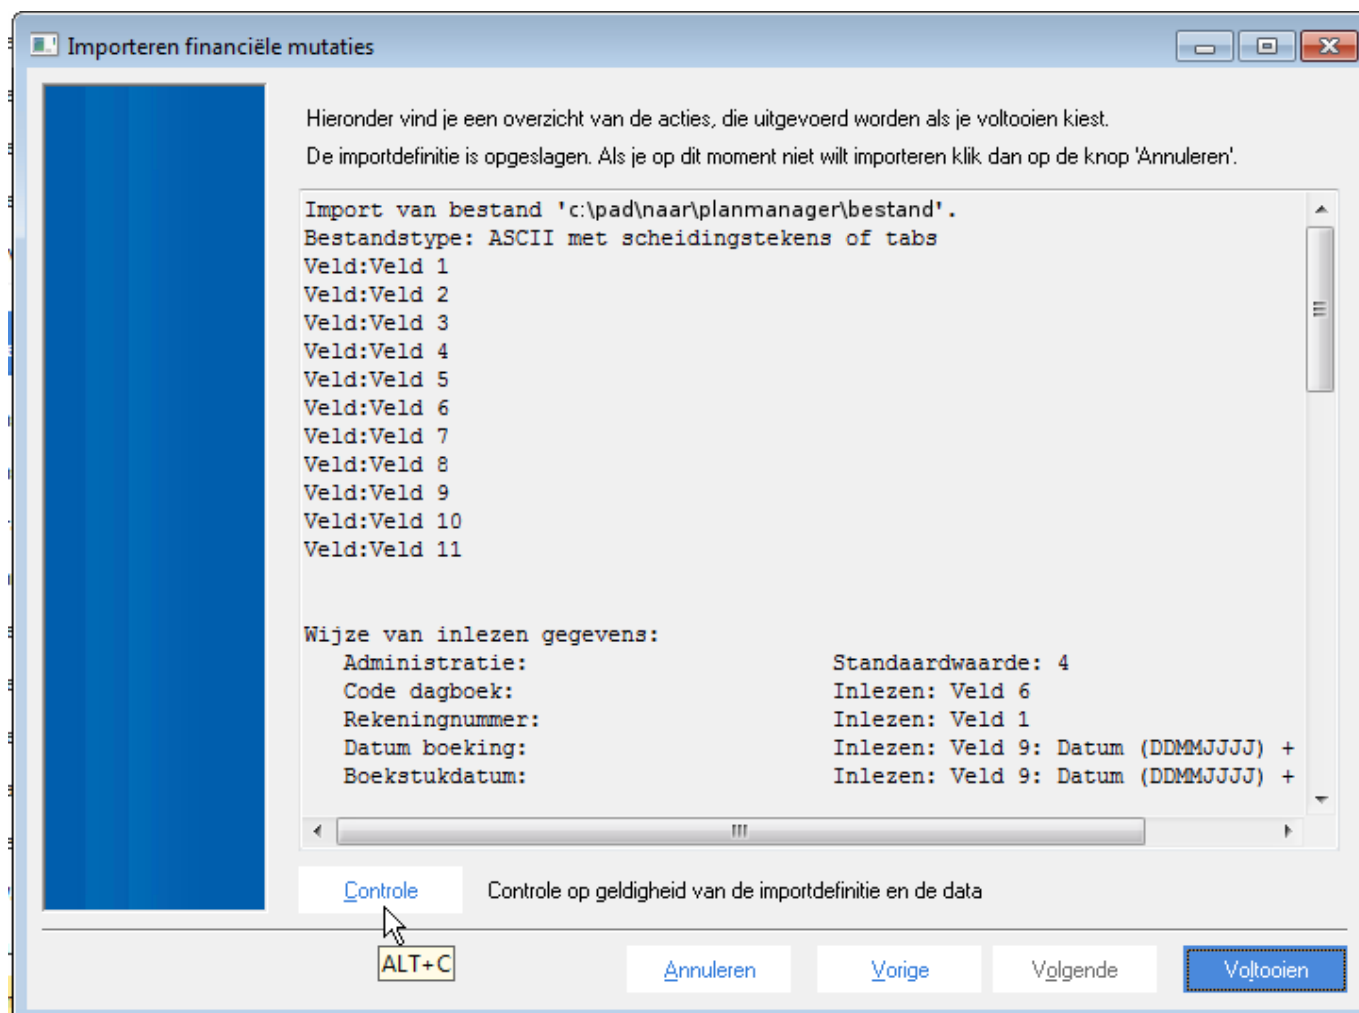 Importeren financiële mutaties
Hieronder vind je een overzicht van de acties, die uitgevoerd worden als je voltooien kiest.
De importdefinitie is opgeslagen. Als je op dit moment niet wilt importeren klik dan op de knop 'Annuleren'.
Import van bestand 'c:\pad\naar\planmanager\bestand'.
Bestandstype: ASCII met scheidingstekens of tabs
Veld:Veld 1
Veld:Veld 2
Veld:Veld 3
Veld:Veld 4
Veld:Veld 5
Veld:Veld 6
Veld:Veld 7
Veld:Veld 8
Veld:Veld 9
Veld:Veld 10
Veld:Veld 11
Wijze van inlezen gegevens:
Administratie: Standaardwaarde: 4
Code dagboek: Inlezen: Veld 6
Rekeningnummer: Inlezen: Veld 1
Datum boeking: Inlezen: Veld 9: Datum (DDMMJJJJ) +
Boekstukdatum: Inlezen: Veld 9: Datum (DDMMJJJJ) +
Controle Controle op geldigheid van de importdefinitie en de data
ALT+C
Annuleren Vorige Volgende Voltooien